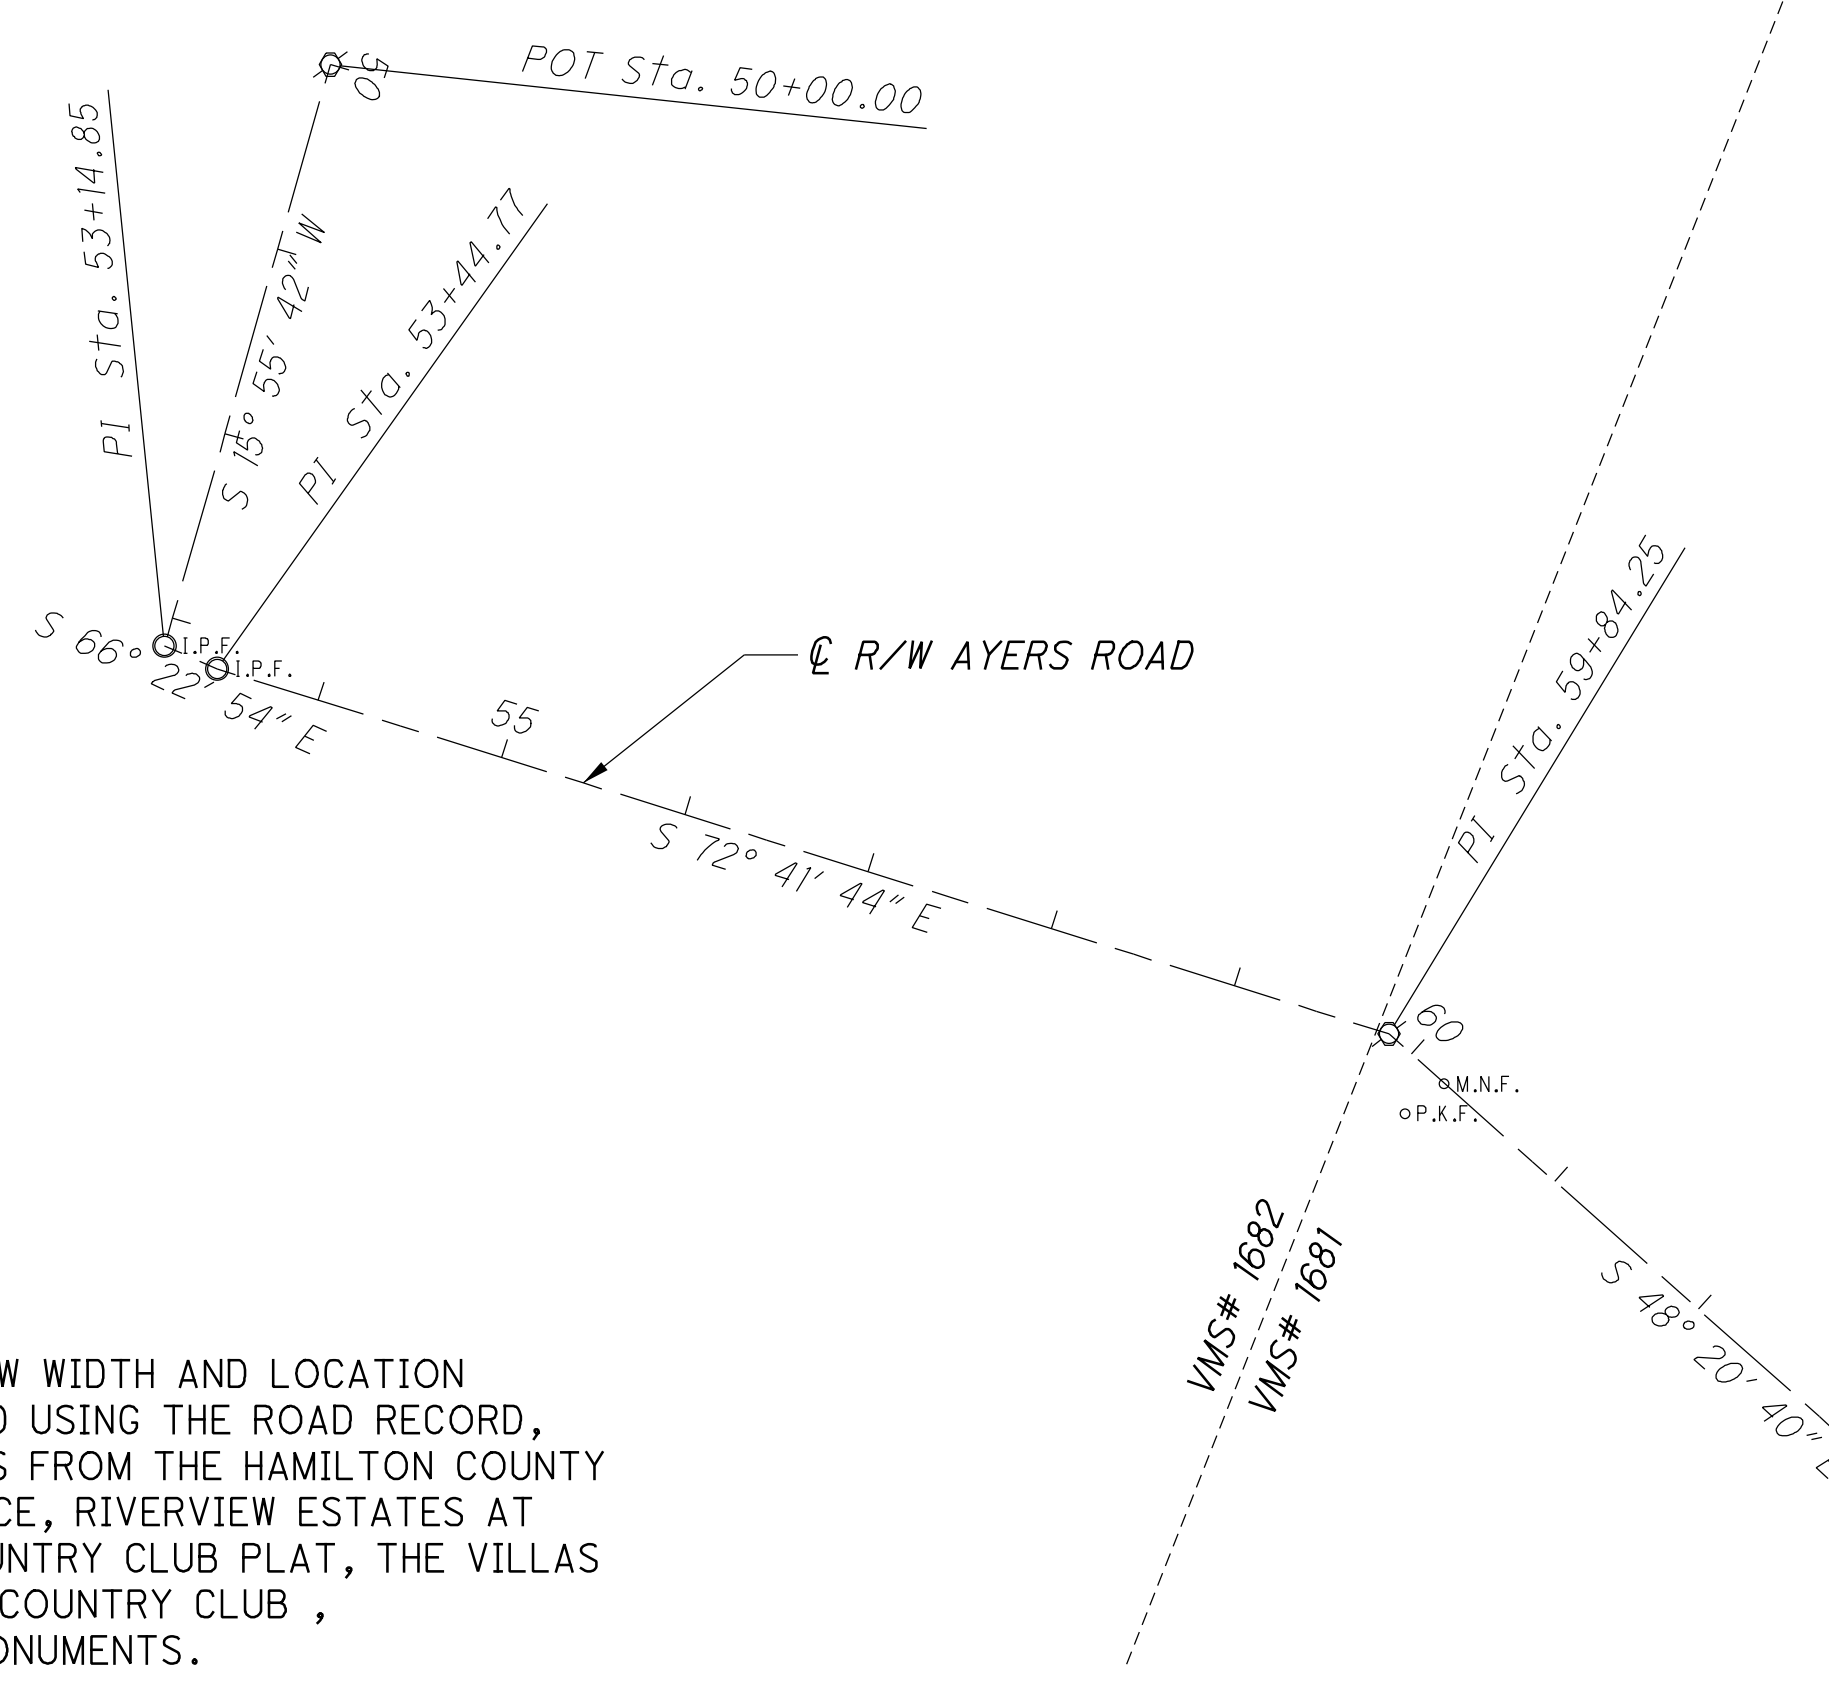 50
POT Sta. 50+00.00
PI Sta. 53+14.85
S 15° 55' 42" W
PI Sta. 53+44.77
I.P.F.
I.P.F.
S 66° 22' 54" E
55
℄ R/W AYERS ROAD
S 72° 41' 44" E
PI Sta. 59+84.25
60
M.N.F.
P.K.F.
VMS# 1682
VMS# 1681
S 48° 20' 40"
W WIDTH AND LOCATION
USING THE ROAD RECORD,
S FROM THE HAMILTON COUNTY
CE, RIVERVIEW ESTATES AT
UNTRY CLUB PLAT, THE VILLAS
COUNTRY CLUB ,
ONUMENTS.